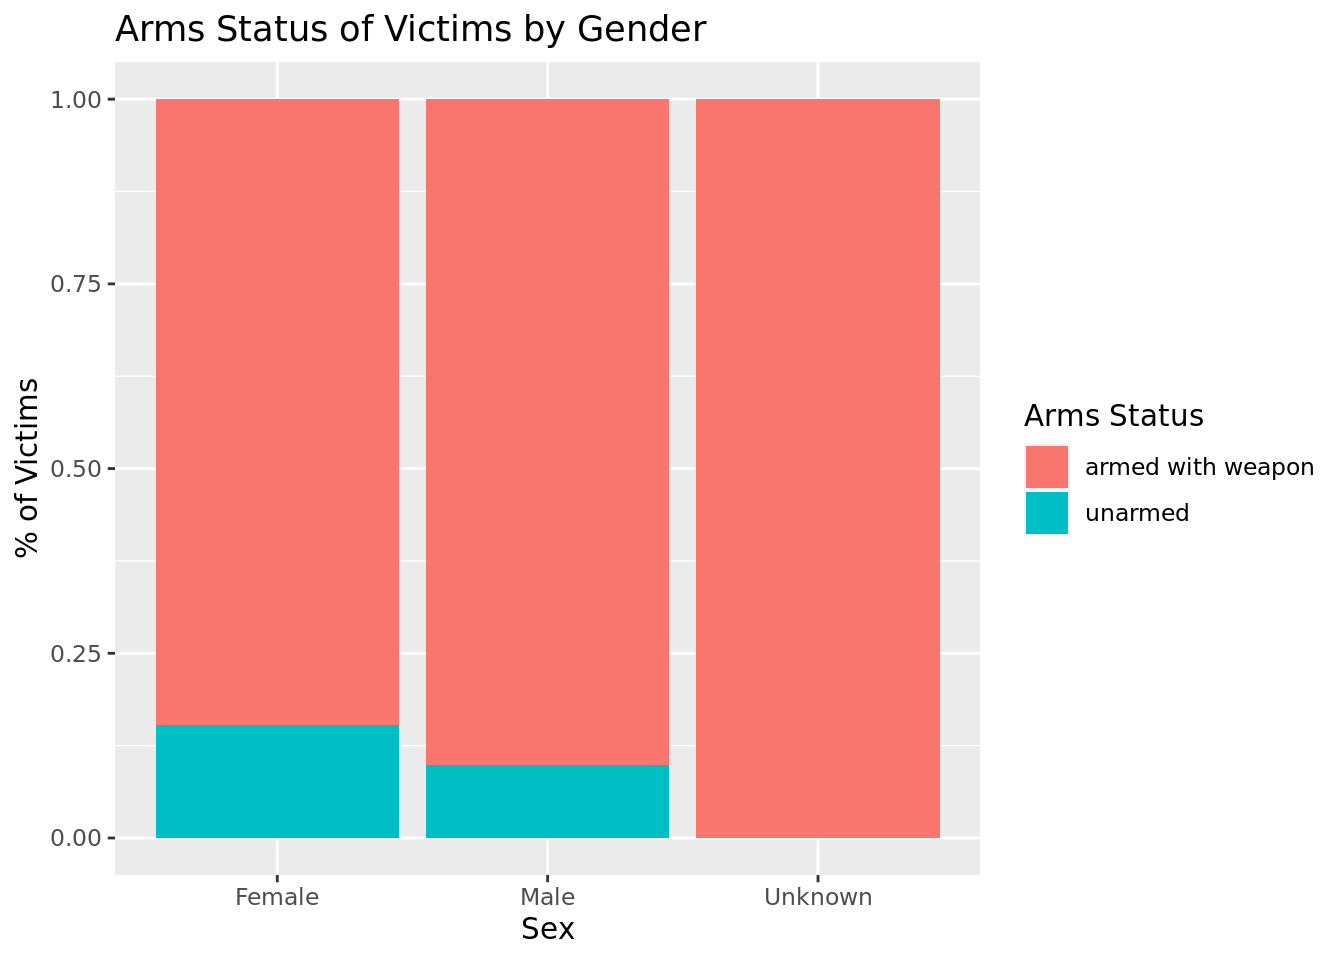 Arms Status of Victims by Gender
1.00
0.75
0.50
0.25
0.00
% of Victims
Female Male Unknown
Sex
Arms Status
armed with weapon
unarmed